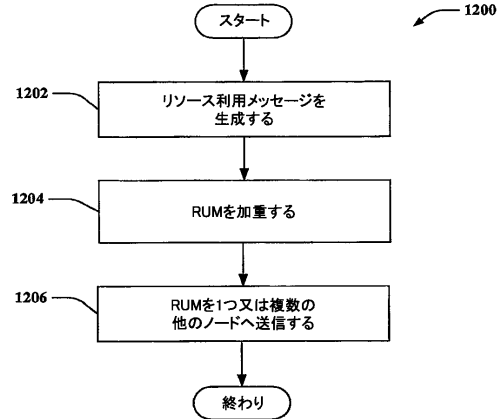 スタート
1200
1202
リソース利用メッセージを
生成する
1204
RUMを加重する
1206
RUMを1つ又は複数の
他のノードへ送信する
終わり